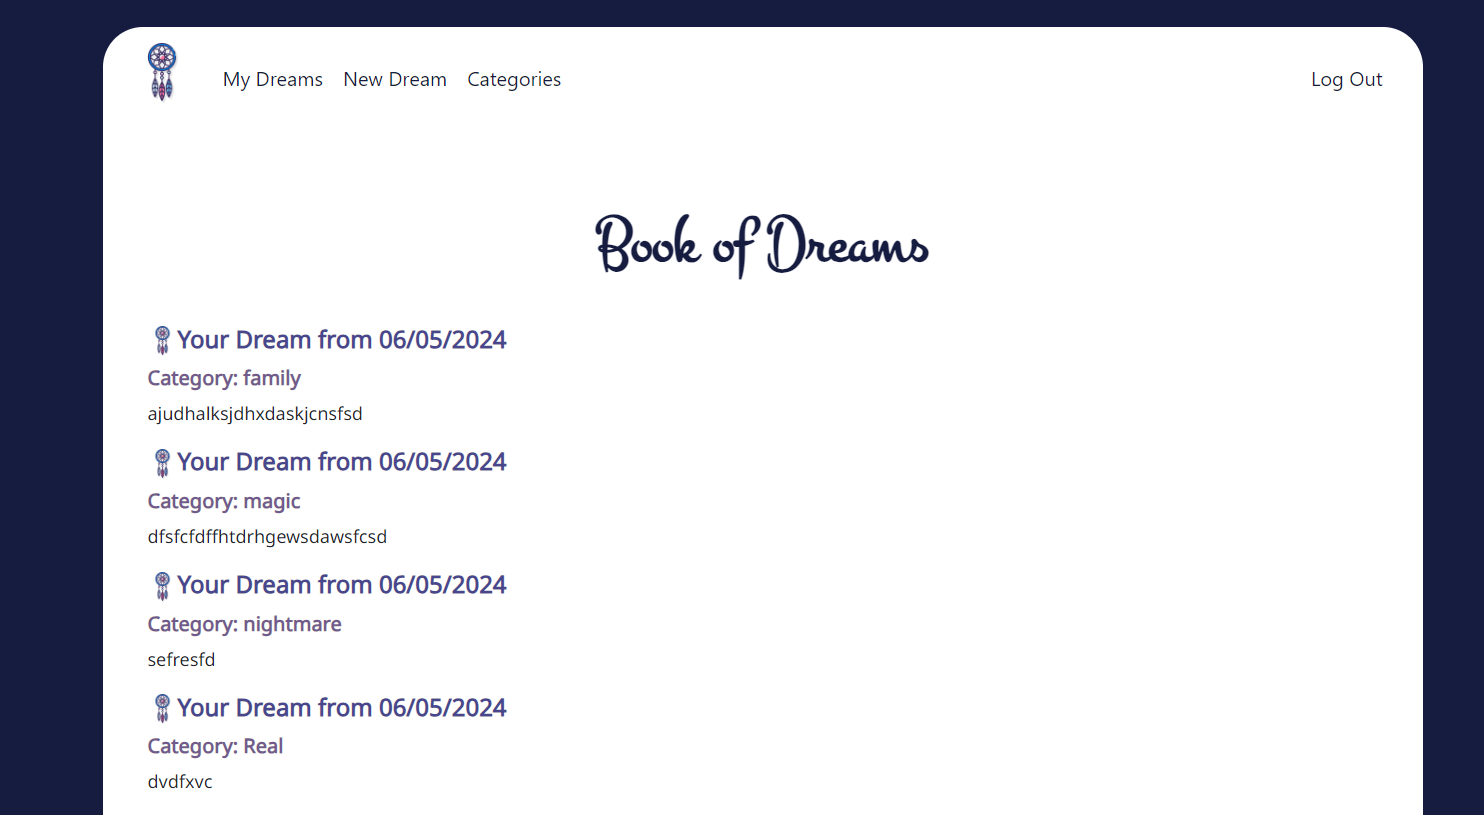 My Dreams New Dream Categories Log Out
Book of Dreams
Your Dream from 06/05/2024
Category: family
ajudhalksjdhxdaskjcnsfsd
Your Dream from 06/05/2024
Category: magic
dfsfcfdffhtdrhgewsdawsfcsd
Your Dream from 06/05/2024
Category: nightmare
sefresfd
Your Dream from 06/05/2024
Category: Real
dvdfxvc